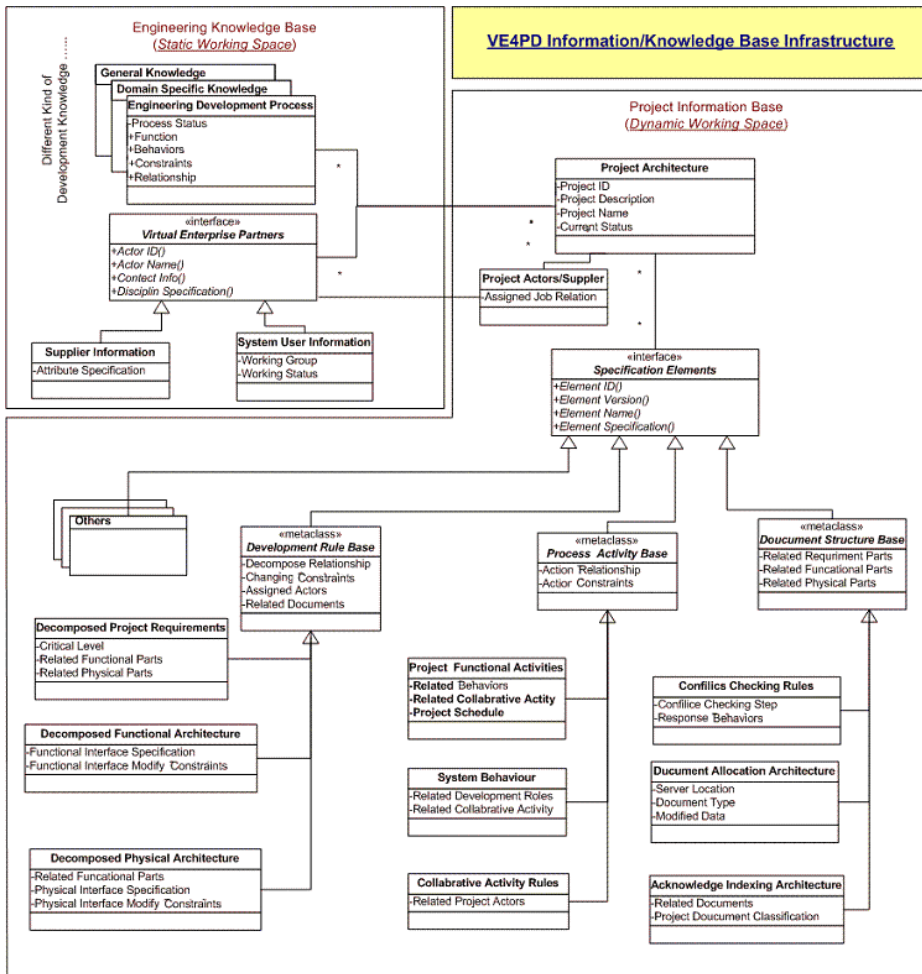 Engineering Knowledge Base
(Static Working Space)
VE4PD Information/Knowledge Base Infrastructure
Different Kind of
Development Knowledge ......
General Knowledge
Domain Specific Knowledge
Engineering Development Process
-Process Status
+Function
+Behaviors
+Constraints
+Relationship
*
«interface»
Virtual Enterprise Partners
+Actor ID()
+Actor Name()
+Contect Info()
+Disciplin Specification()
*
Supplier Information
-Attribute Specification
System User Information
-Working Group
-Working Status
Project Information Base
(Dynamic Working Space)
Project Architecture
-Project ID
-Project Description
-Project Name
-Current Status
*
*
*
Project Actors/Suppler
-Assigned Job Relation
*
*
«interface»
Specification Elements
+Element ID()
+Element Version()
+Element Name()
+Element Specification()
Others
«metaclass»
Development Rule Base
-Decompose Relationship
-Changing Constraints
-Assigned Actors
-Related Documents
«metaclass»
Process Activity Base
-Action Relationship
-Action Constraints
«metaclass»
Doucument Structure Base
-Related Requriment Parts
-Related Funcational Parts
-Related Physical Parts
Decomposed Project Requirements
-Critical Level
-Related Functional Parts
-Related Physical Parts
Decomposed Functional Architecture
-Functional Interface Specification
-Functional Interface Modify Constraints
Decomposed Physical Architecture
-Related Funcational Parts
-Physical Interface Specification
-Physical Interface Modify Constraints
Project Functional Activities
-Related Behaviors
-Related Collabrative Actity
-Project Schedule
System Behaviour
-Related Development Roles
-Related Collabrative Activity
Collabrative Activity Rules
-Related Project Actors
Confilics Checking Rules
-Confilice Checking Step
-Response Behaviors
Ducument Allocation Architecture
-Server Location
-Document Type
-Modified Data
Acknowledge Indexing Architecture
-Related Documents
-Project Doucument Classification